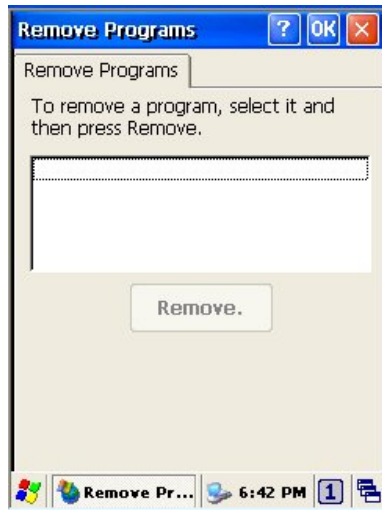 Remove Programs ? OK ×
Remove Programs
To remove a program, select it and
then press Remove.
Remove.
Remove Pr... 6:42 PM 1